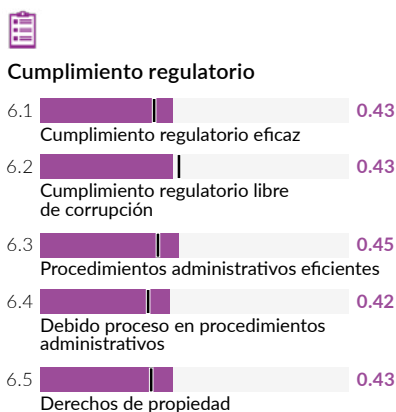 Cumplimiento regulatorio
6.1 0.43
Cumplimiento regulatorio eficaz
6.2 0.43
Cumplimiento regulatorio libre
de corrupción
6.3 0.45
Procedimientos administrativos eficientes
6.4 0.42
Debido proceso en procedimientos
administrativos
6.5 0.43
Derechos de propiedad